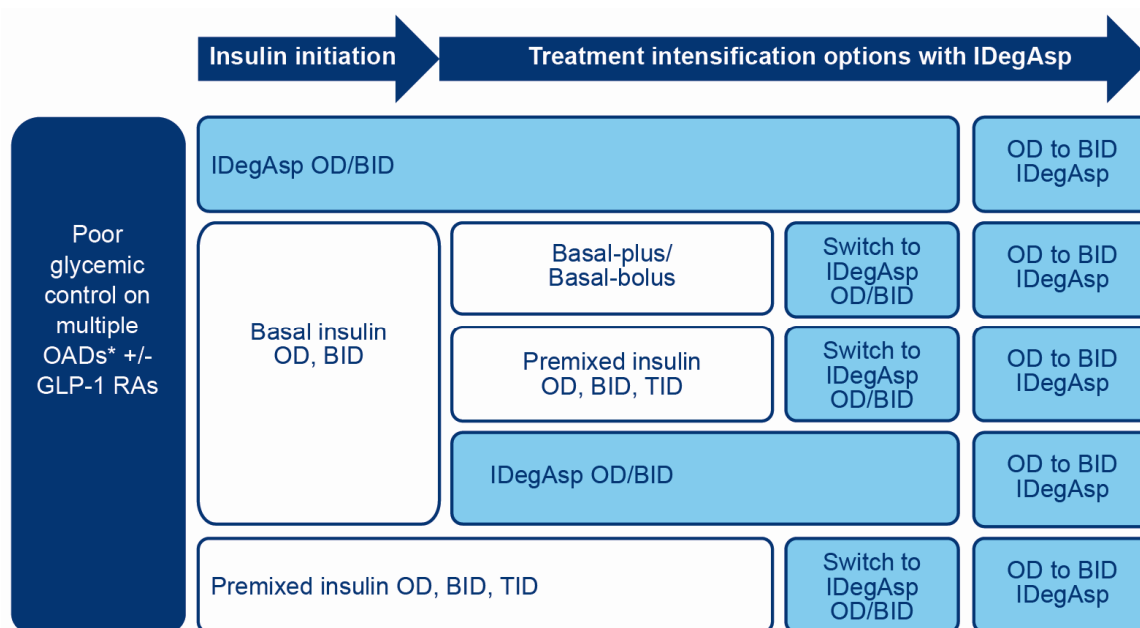 Insulin initiation
Treatment intensification options with IDegAsp
Poor
glycemic
control on
multiple
OADs* +/-
GLP-1 RAs
IDegAsp OD/BID
OD to BID
IDegAsp
Basal insulin
OD, BID
Basal-plus/
Basal-bolus
Switch to
IDegAsp
OD/BID
OD to BID
IDegAsp
Premixed insulin
OD, BID, TID
Switch to
IDegAsp
OD/BID
OD to BID
IDegAsp
IDegAsp OD/BID
OD to BID
IDegAsp
Premixed insulin OD, BID, TID
Switch to
IDegAsp
OD/BID
OD to BID
IDegAsp